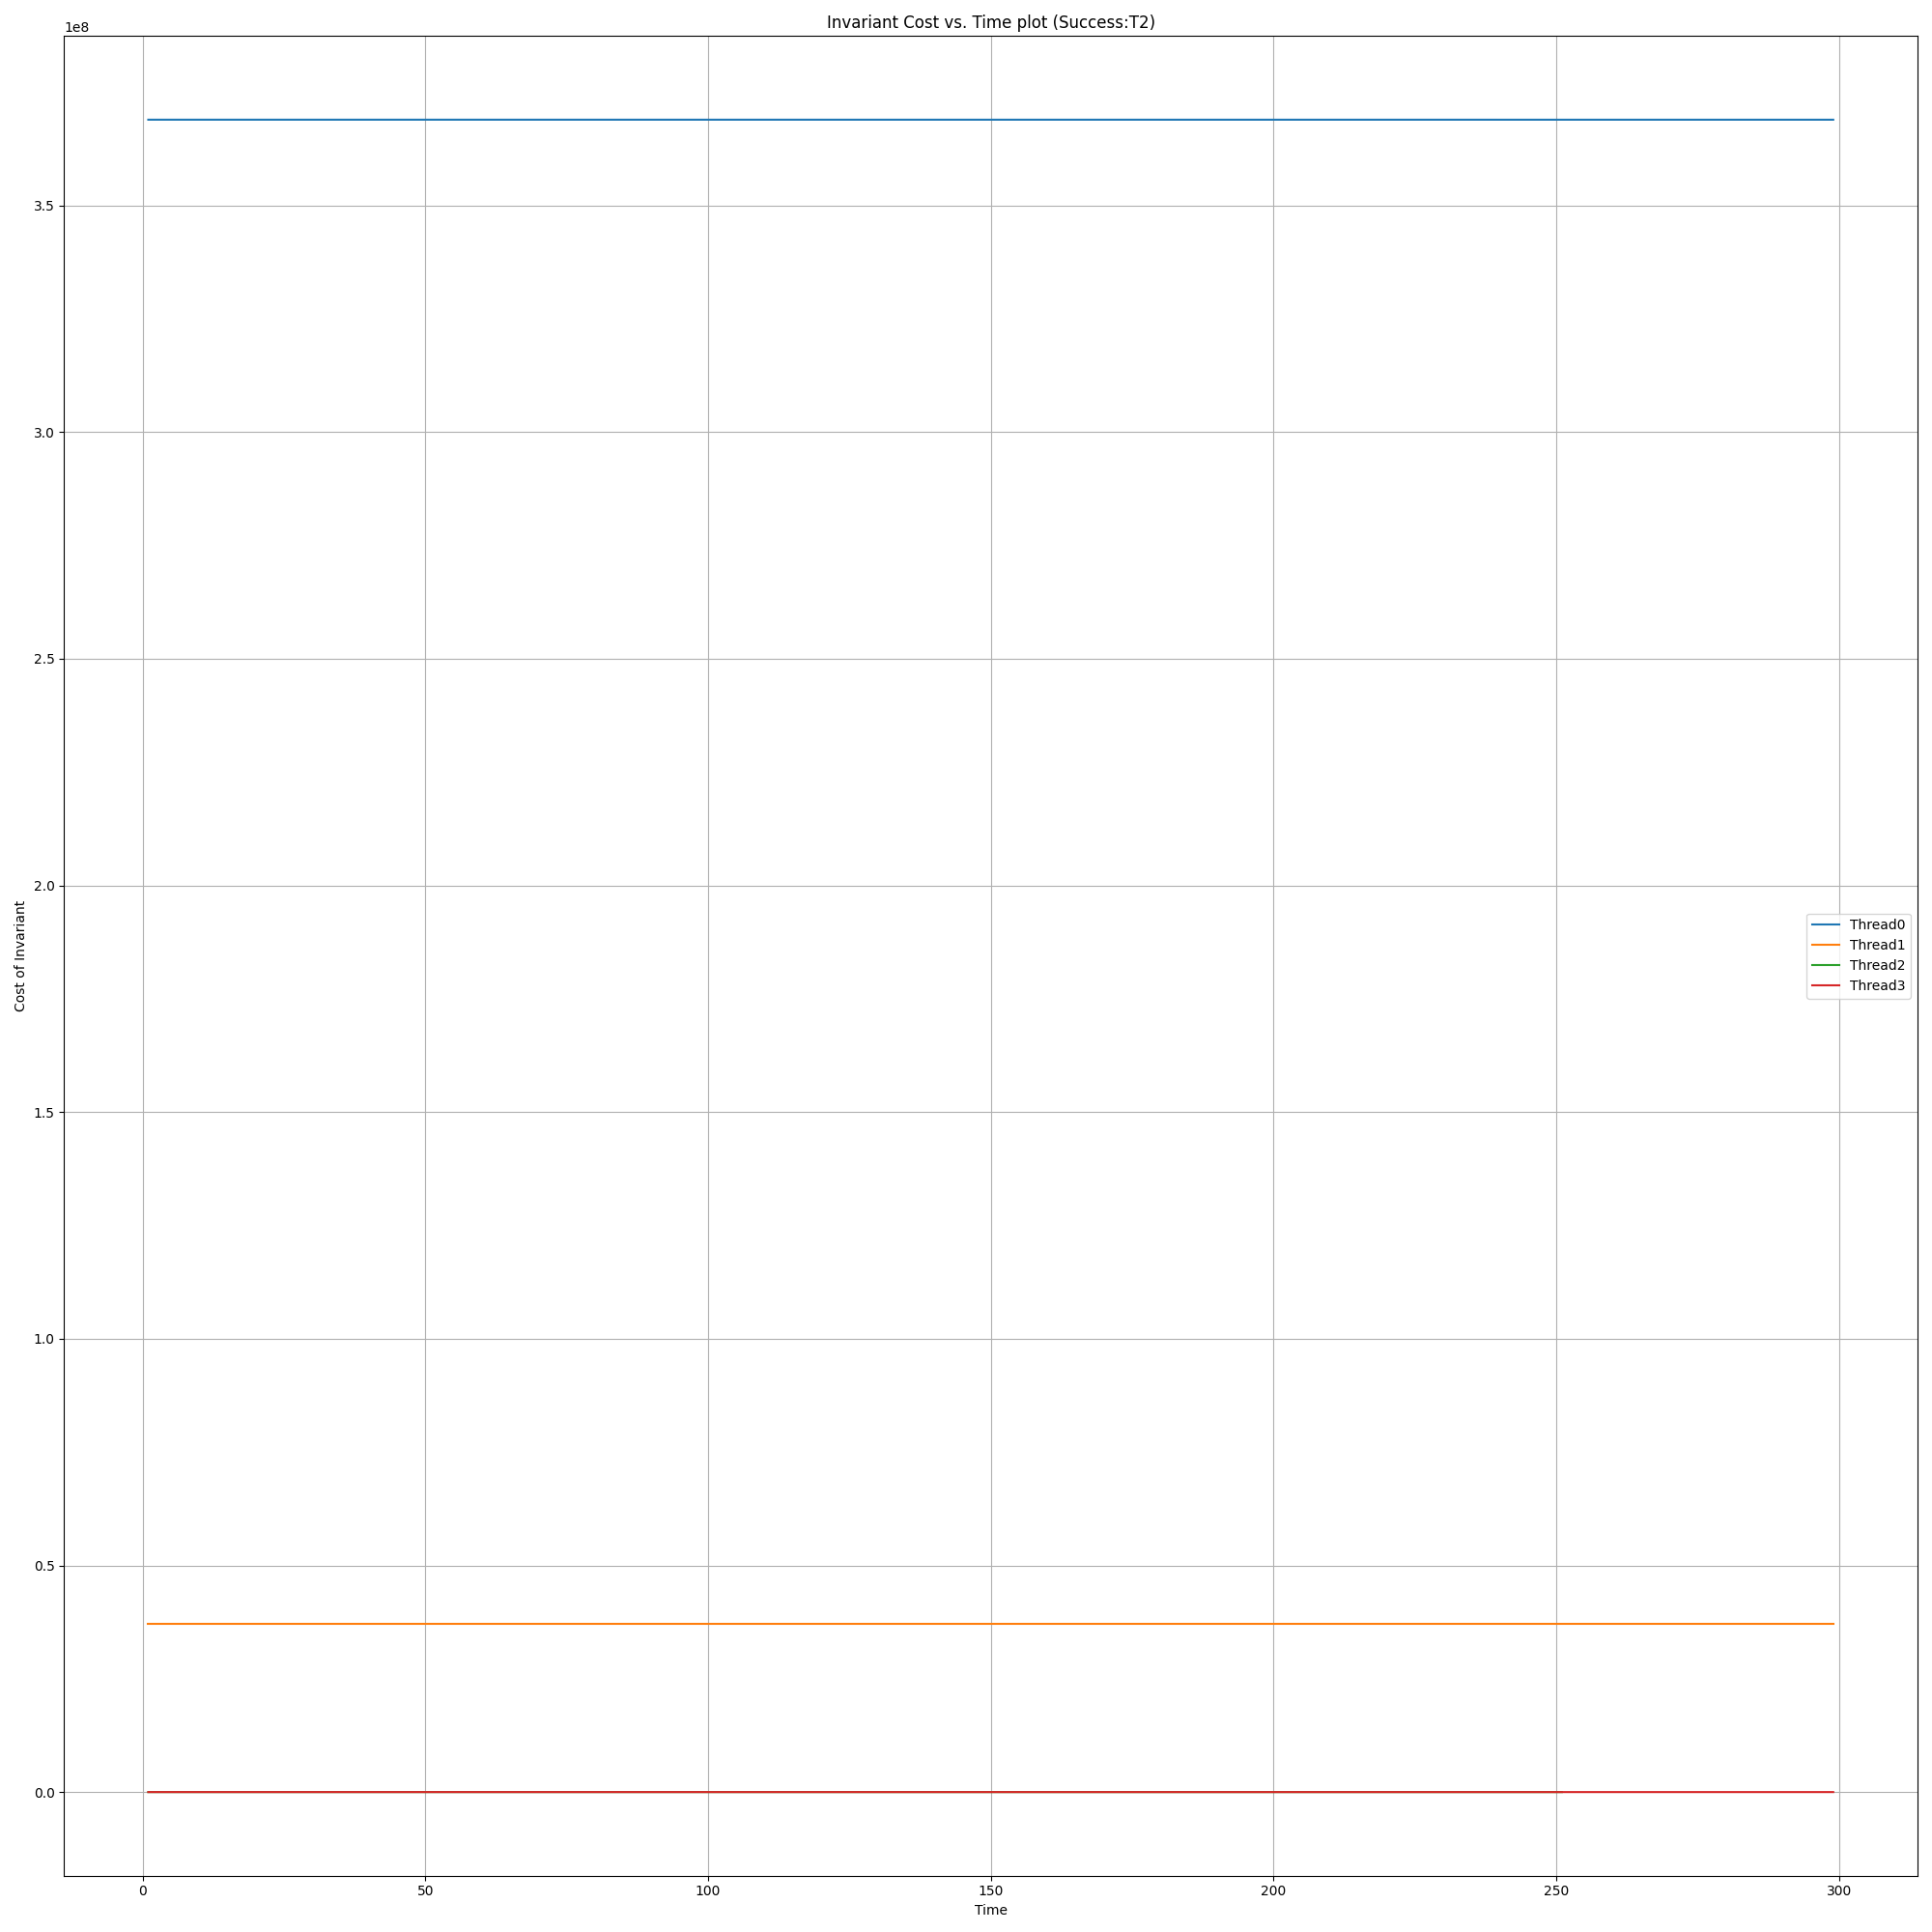 Invariant Cost vs. Time plot (Success:T2)
1e8
3.5
3.0
2.5
2.0
1.5
1.0
0.5
0.0
Cost of Invariant
Thread0
Thread1
Thread2
Thread3
0 50 100 150 200 250 300
Time